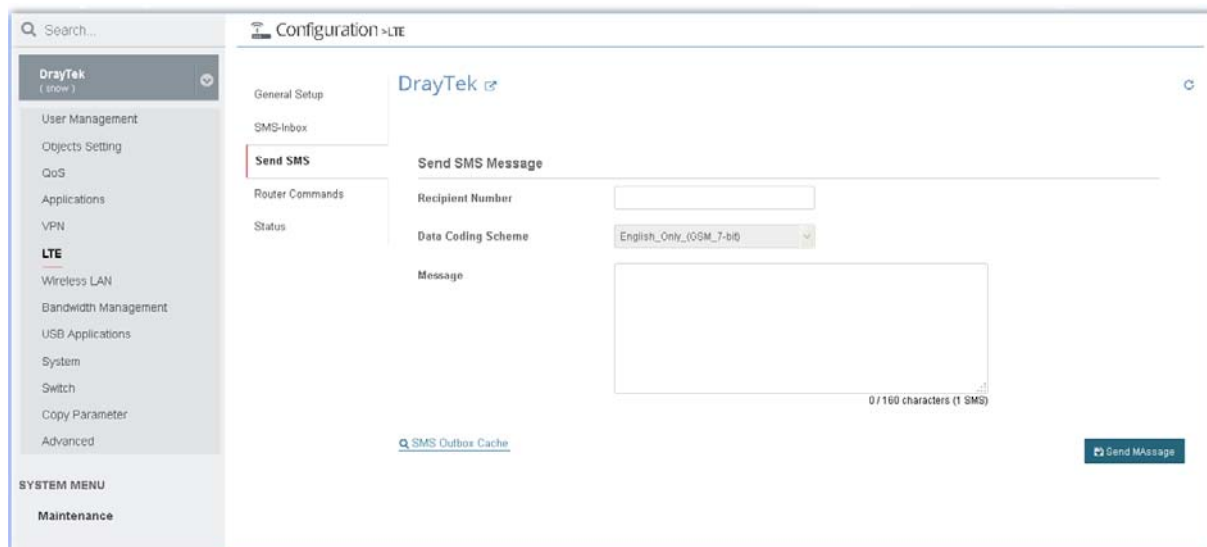 Search...
Configuration >LTE
DrayTek
( show )
User Management
Objects Setting
QoS
Applications
VPN
LTE
Wireless LAN
Bandwidth Management
USB Applications
System
Switch
Copy Parameter
Advanced
SYSTEM MENU
Maintenance
General Setup
SMS-Inbox
Send SMS
Router Commands
Status
DrayTek
Send SMS Message
Recipient Number
Data Coding Scheme
English_Only_(GSM_7-bit)
Message
0 / 160 characters (1 SMS)
SMS Outbox Cache
Send MAssage